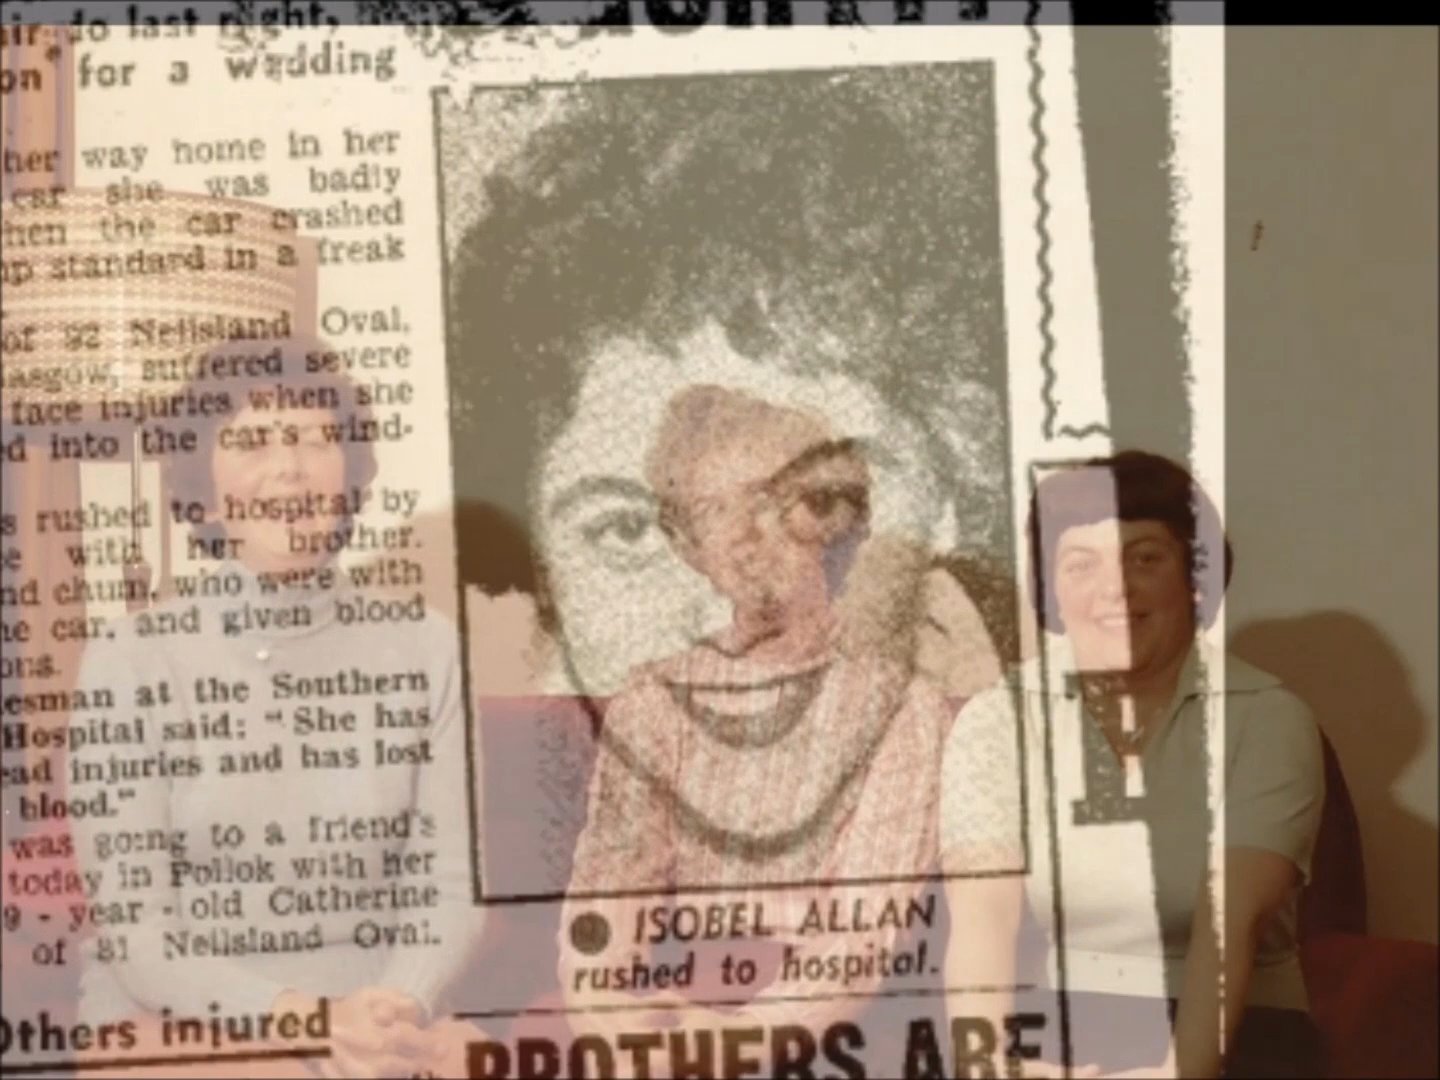 air-do last night,
on" for a wedding
her way home in her
car she was badly
hen the car crashed
standard in a freak
of 92 Neilsland Oval,
suffered severe
face injuries when she
ed into the car's wind-
s rushed to hospital by
with her brother.
nd chum, who were with
he car, and given blood
ons.
esman at the Southern
Hospital said: "She has
ead injuries and has lost
blood."
was going to a friend's
today in Pollok with her
9-year-old Catherine
of 81 Neilsland Oval.
Others injured
ISOBEL ALLAN
rushed to hospital.
BROTHERS ARE